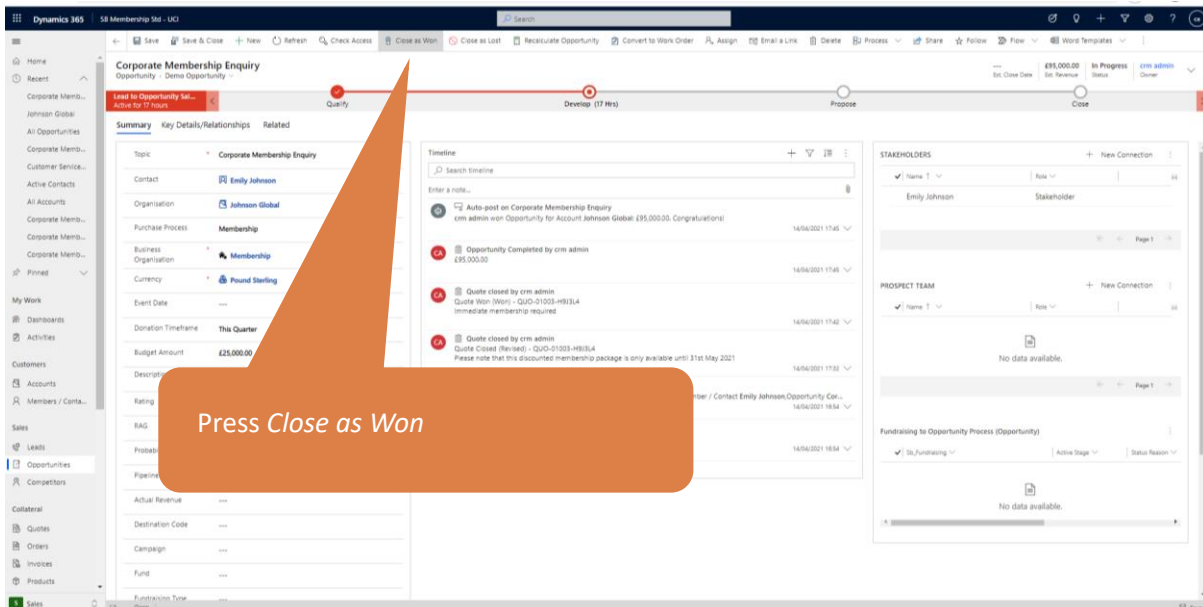 Dynamics 365 SB Membership Std - UCI Search
Save Save & Close New Refresh Check Access Close as Won Close as Lost Recalculate Opportunity Convert to Work Order Assign Email a Link Delete Process Share Follow Flow Word Templates
Home
Recent
Corporate Memb...
Johnson Global
All Opportunities
Corporate Memb...
Customer Service...
Active Contacts
All Accounts
Corporate Memb...
Corporate Memb...
Corporate Memb...
Pinned
My Work
Dashboards
Activities
Customers
Accounts
Members / Conta...
Sales
Leads
Opportunities
Competitors
Collateral
Quotes
Orders
Invoices
Products
S Sales
Corporate Membership Enquiry
Opportunity · Demo Opportunity
--- Est. Close Date
£95,000.00 Est. Revenue
In Progress Status
crm admin Owner
Lead to Opportunity Sal...
Active for 17 hours
Qualify
Develop (17 Hrs)
Propose
Close
Summary Key Details/Relationships Related
Topic * Corporate Membership Enquiry
Contact Emily Johnson
Organisation Johnson Global
Purchase Process Membership
Business Organisation * Membership
Currency * Pound Sterling
Event Date ---
Donation Timeframe This Quarter
Budget Amount £25,000.00
Descriptio
Rating
RAG
Probabi
Pipeline
Actual Revenue ---
Destination Code ---
Campaign ---
Fund ---
Fundraising Type
Timeline
Search timeline
Enter a note...
Auto-post on Corporate Membership Enquiry
crm admin won Opportunity for Account Johnson Global: £95,000.00. Congratulations!
14/04/2021 17:45
CA Opportunity Completed by crm admin
£95,000.00
14/04/2021 17:45
CA Quote closed by crm admin
Quote Won (Won) - QUO-01003-H9J3L4
Immediate membership required
14/04/2021 17:42
CA Quote closed by crm admin
Quote Closed (Revised) - QUO-01003-H9J3L4
Please note that this discounted membership package is only available until 31st May 2021
14/04/2021 17:32
mber / Contact Emily Johnson,Opportunity Cor...
14/04/2021 16:54
14/04/2021 16:54
Press Close as Won
STAKEHOLDERS + New Connection
Name ↑ Role
Emily Johnson Stakeholder
Page 1
PROSPECT TEAM + New Connection
Name ↑ Role
No data available.
Page 1
Fundraising to Opportunity Process (Opportunity)
Sb_Fundraising Active Stage Status Reason
No data available.